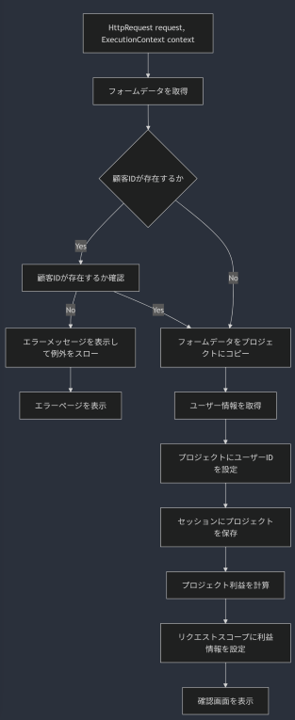 HttpRequest request,
ExecutionContext context
フォームデータを取得
顧客IDが存在するか
Yes
No
顧客IDが存在するか確認
No
Yes
エラーメッセージを表示し
て例外をスロー
フォームデータをプロジェ
クトにコピー
エラーページを表示
ユーザー情報を取得
プロジェクトにユーザーID
を設定
セッションにプロジェクト
を保存
プロジェクト利益を計算
リクエストスコープに利益
情報を設定
確認画面を表示